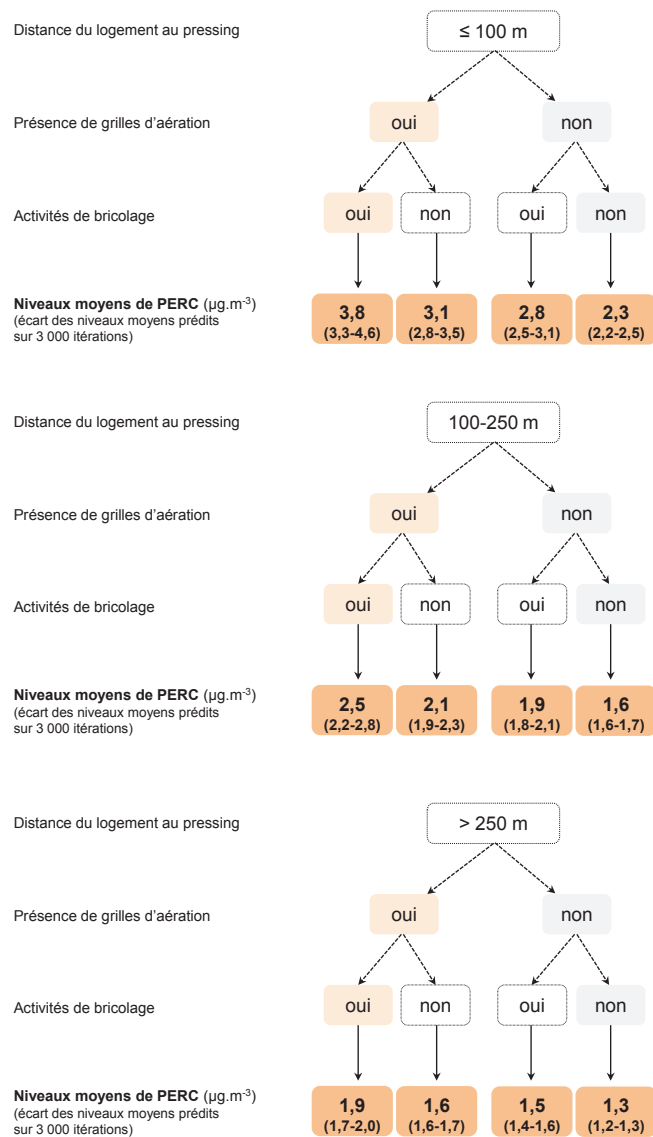 Distance du logement au pressing
≤ 100 m
Présence de grilles d'aération
oui
non
Activités de bricolage
oui
non
oui
non
Niveaux moyens de PERC (µg.m-3)
(écart des niveaux moyens prédits
sur 3 000 itérations)
3,8
(3,3-4,6)
3,1
(2,8-3,5)
2,8
(2,5-3,1)
2,3
(2,2-2,5)
Distance du logement au pressing
100-250 m
Présence de grilles d'aération
oui
non
Activités de bricolage
oui
non
oui
non
Niveaux moyens de PERC (µg.m-3)
(écart des niveaux moyens prédits
sur 3 000 itérations)
2,5
(2,2-2,8)
2,1
(1,9-2,3)
1,9
(1,8-2,1)
1,6
(1,6-1,7)
Distance du logement au pressing
> 250 m
Présence de grilles d'aération
oui
non
Activités de bricolage
oui
non
oui
non
Niveaux moyens de PERC (µg.m-3)
(écart des niveaux moyens prédits
sur 3 000 itérations)
1,9
(1,7-2,0)
1,6
(1,6-1,7)
1,5
(1,4-1,6)
1,3
(1,2-1,3)